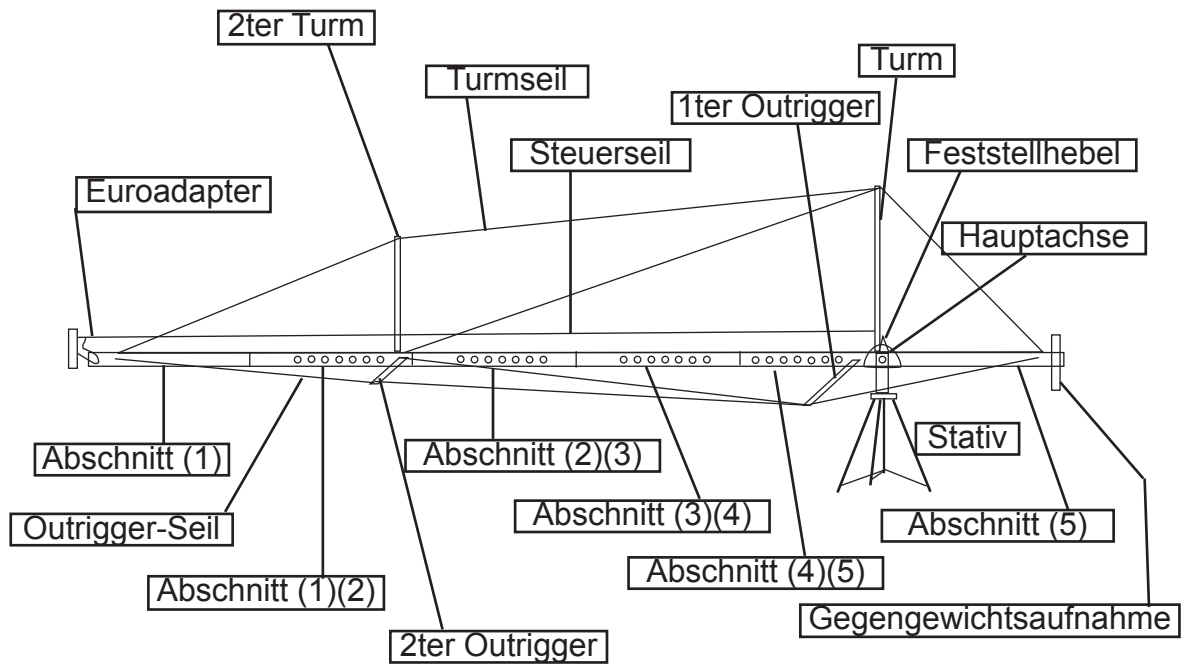 2ter Turm
Turm
Turmseil
1ter Outrigger
Steuerseil
Feststellhebel
Euroadapter
Hauptachse
Abschnitt (1)
Abschnitt (2)(3)
Stativ
Outrigger-Seil
Abschnitt (3)(4)
Abschnitt (5)
Abschnitt (4)(5)
Abschnitt (1)(2)
Gegengewichtsaufnahme
2ter Outrigger